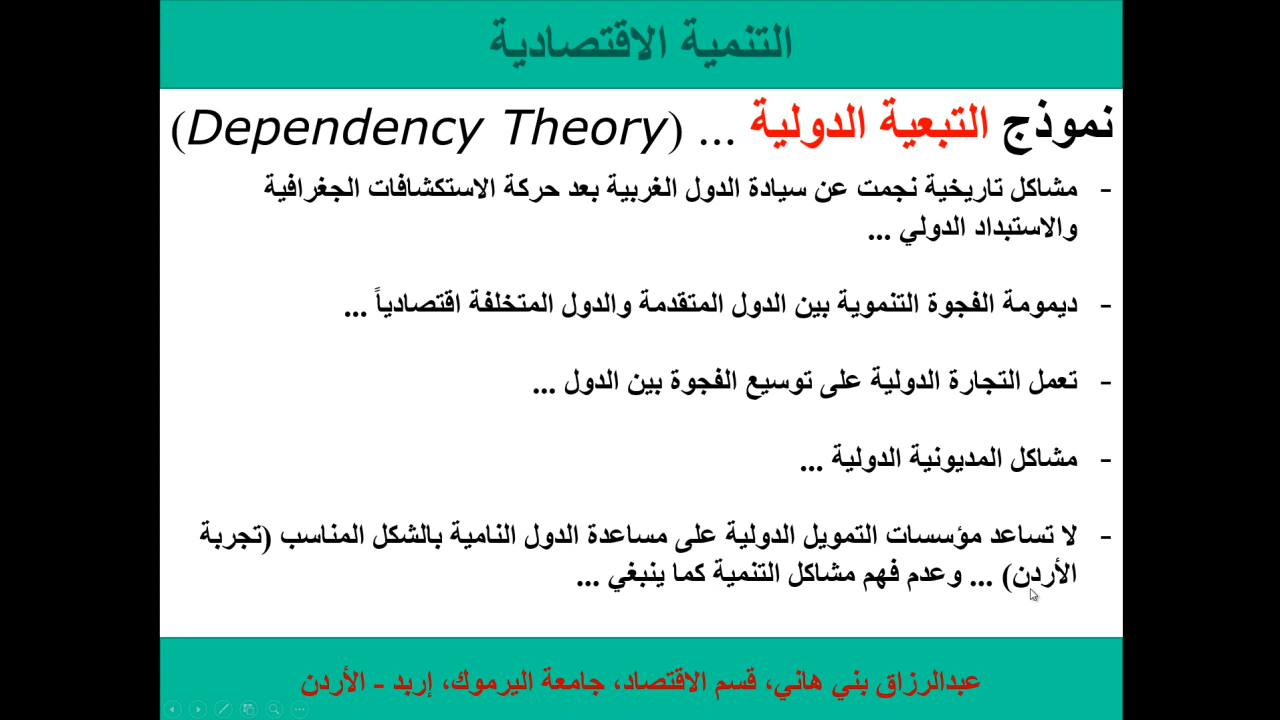 التنمية الاقتصادية
نموذج التبعية الدولية ... (Dependency Theory)
- مشاكل تاريخية نجمت عن سيادة الدول الغربية بعد حركة الاستكشافات الجغرافية
والاستبداد الدولي ...
- ديمومة الفجوة التنموية بين الدول المتقدمة والدول المتخلفة اقتصادياً ...
- تعمل التجارة الدولية على توسيع الفجوة بين الدول ...
- مشاكل المديونية الدولية ...
- لا تساعد مؤسسات التمويل الدولية على مساعدة الدول النامية بالشكل المناسب (تجربة
الأردن) ... وعدم فهم مشاكل التنمية كما ينبغي ...
عبدالرزاق بني هاني، قسم الاقتصاد، جامعة اليرموك، إربد - الأردن